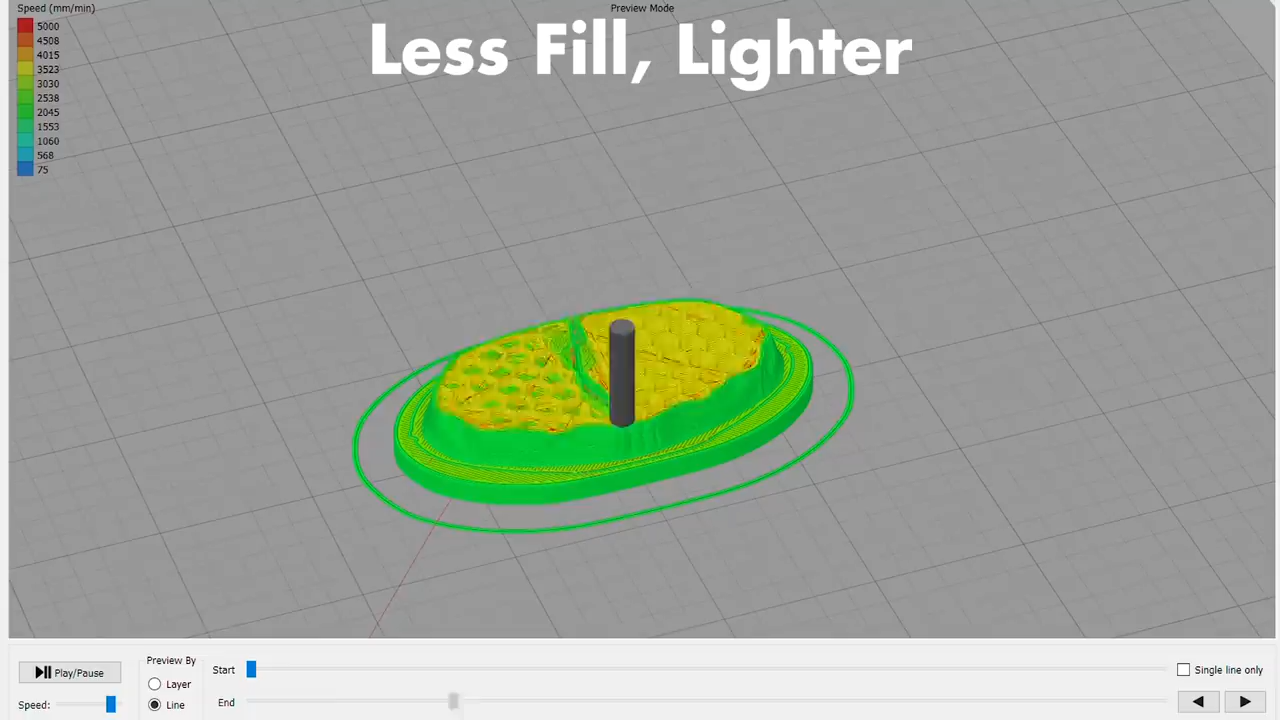 Speed (mm/min)
Preview Mode
Less Fill, Lighter
5000
4508
4015
3523
3030
2538
2045
1553
1060
568
75
Play/Pause
Speed:
Preview By
Layer
Line
Start
End
Single line only